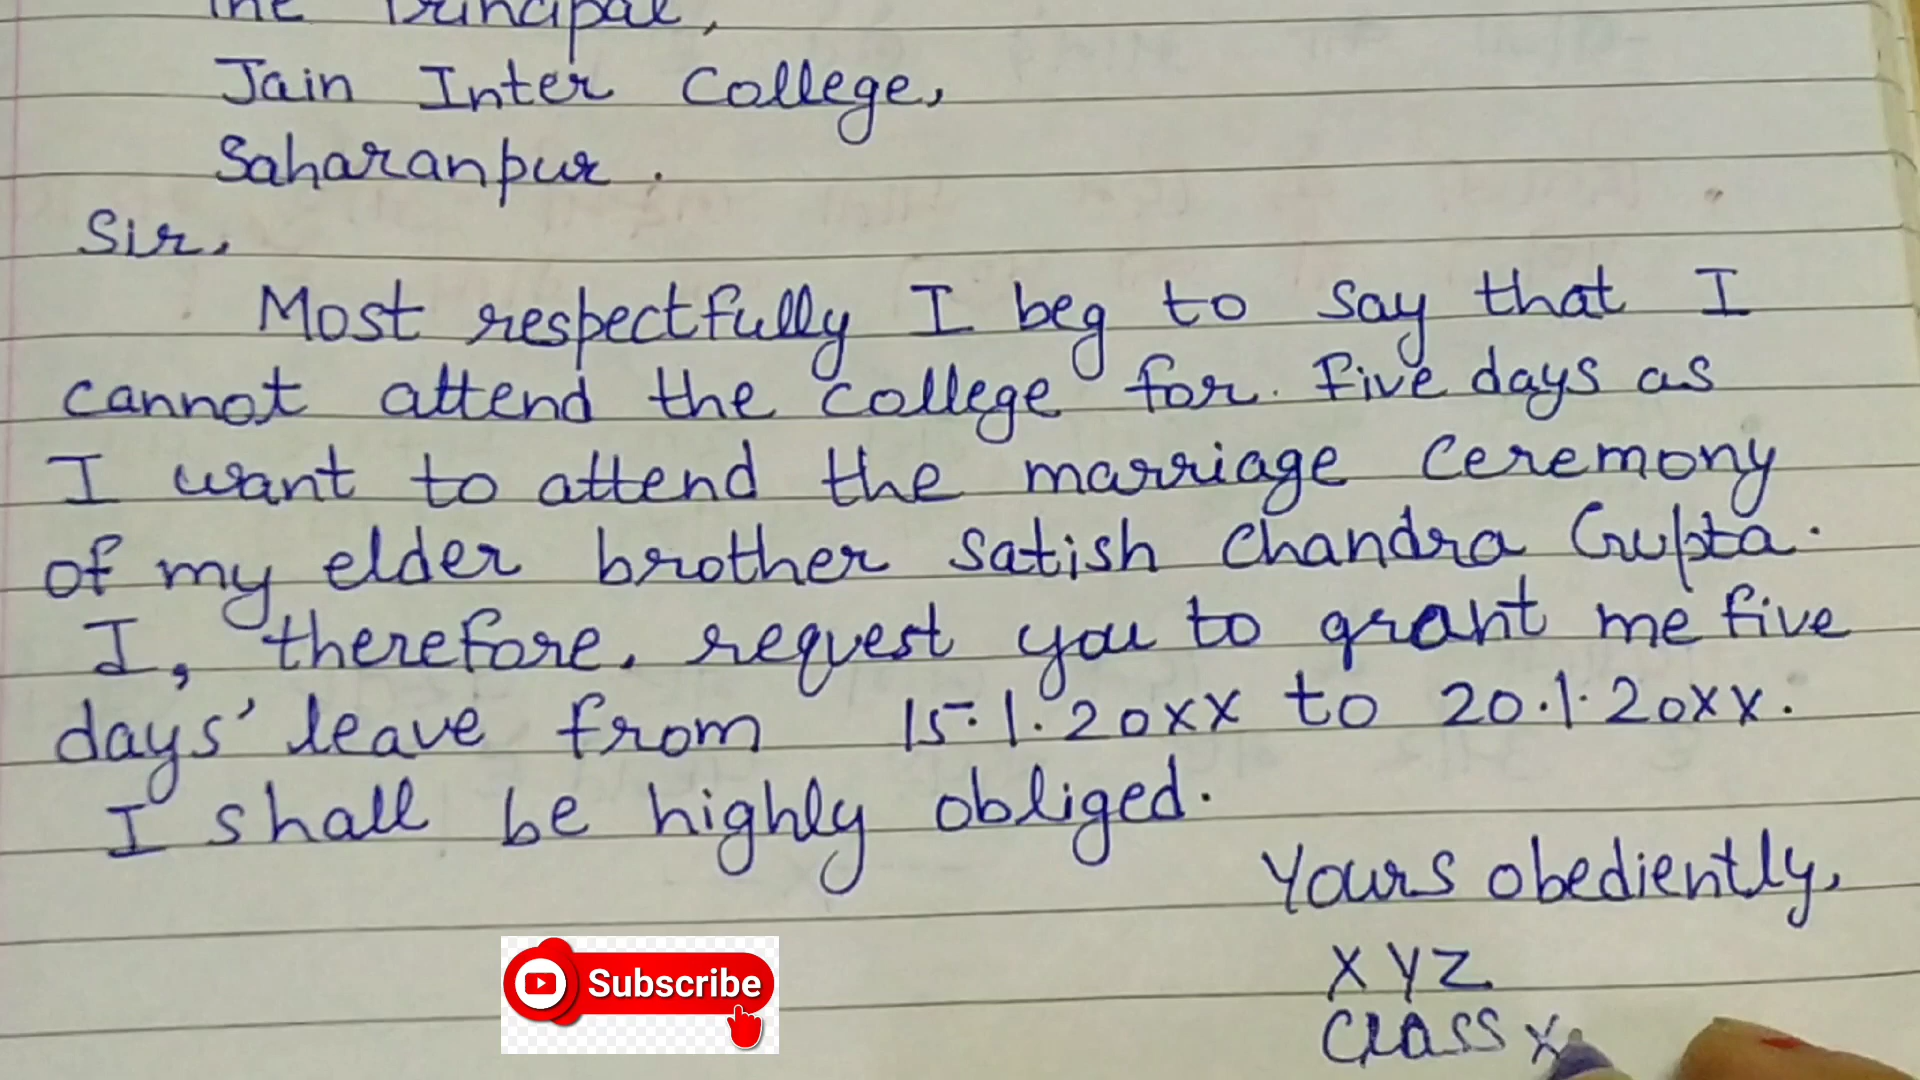 The Principal,
Jain Inter College,
Saharanpur.
Sir,
Most respectfully I beg to say that I
cannot attend the college for. five days as
I want to attend the marriage ceremony
of my elder brother Satish Chandra Gupta.
I, therefore, request you to grant me five
days' leave from 15.1.20xx to 20.1.20xx.
I shall be highly obliged.
Yours obediently,
XYZ
Class X
Subscribe